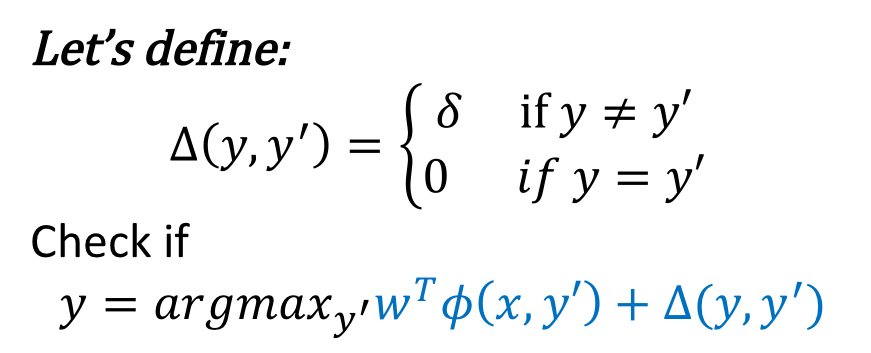 Let's define:
Δ(y, y′) = { δ if y ≠ y′
0 if y = y′
Check if
y = argmax_y′ w^T ϕ(x, y′) + Δ(y, y′)